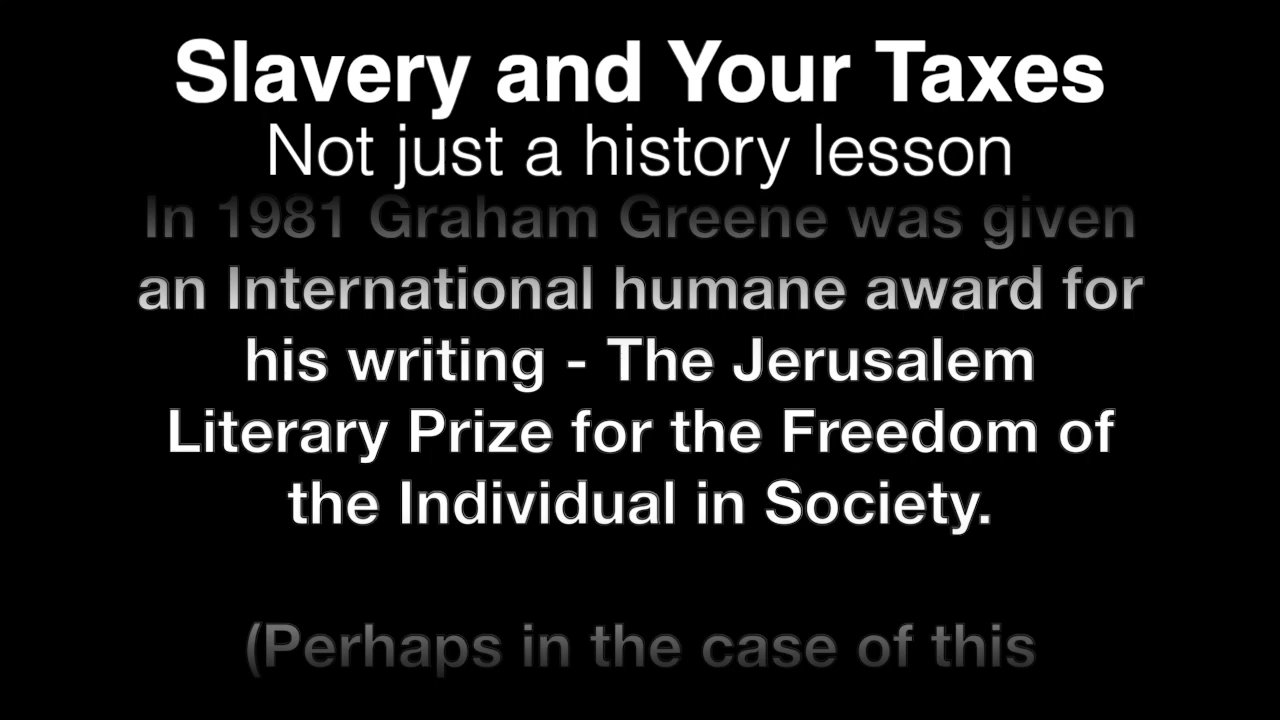 Slavery and Your Taxes
Not just a history lesson
In 1981 Graham Greene was given
an International humane award for
his writing - The Jerusalem
Literary Prize for the Freedom of
the Individual in Society.
(Perhaps in the case of this